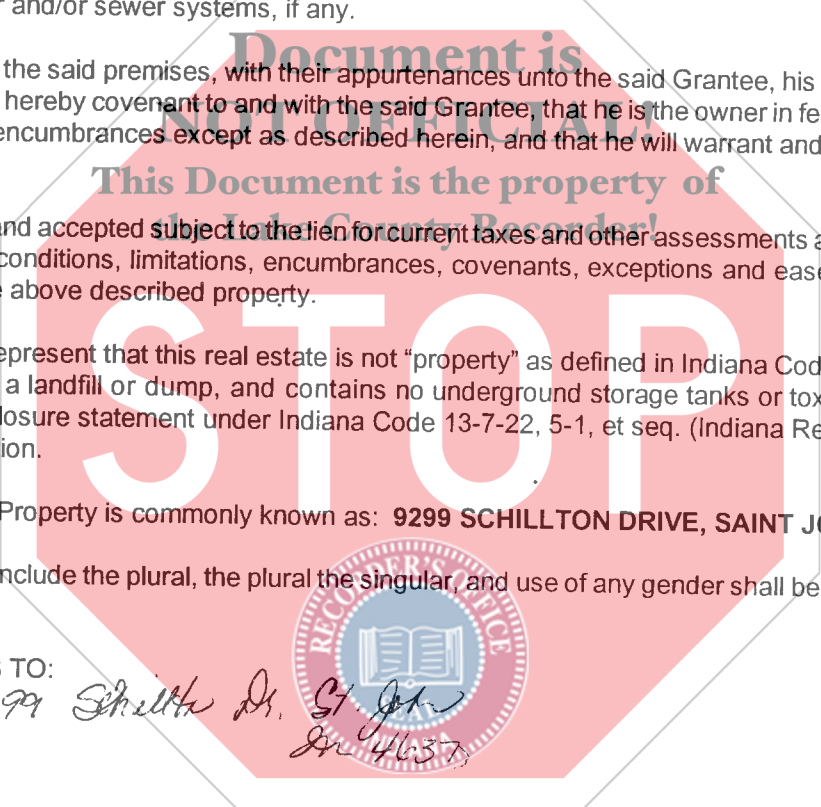 and/or sewer systems, if any.
Document is
the said premises, with their appurtenances unto the said Grantee, his
hereby covenant to and with the said Grantee, that he is the owner in fe
NOT OFFICIAL!
encumbrances except as described herein, and that he will warrant and
This Document is the property of
the Lake County Recorder!
nd accepted subject to the lien for current taxes and other assessments a
conditions, limitations, encumbrances, covenants, exceptions and ease
above described property.
STOP
epresent that this real estate is not “property” as defined in Indiana Cod
a landfill or dump, and contains no underground storage tanks or tox
losure statement under Indiana Code 13-7-22, 5-1, et seq. (Indiana Re
ion.
Property is commonly known as: 9299 SCHILLTON DRIVE, SAINT JO
nclude the plural, the plural the singular, and use of any gender shall be
RECORDER'S OFFICE
SEAL
INDIANA
TO:
99 Schillton Dr. St. John
In 4637